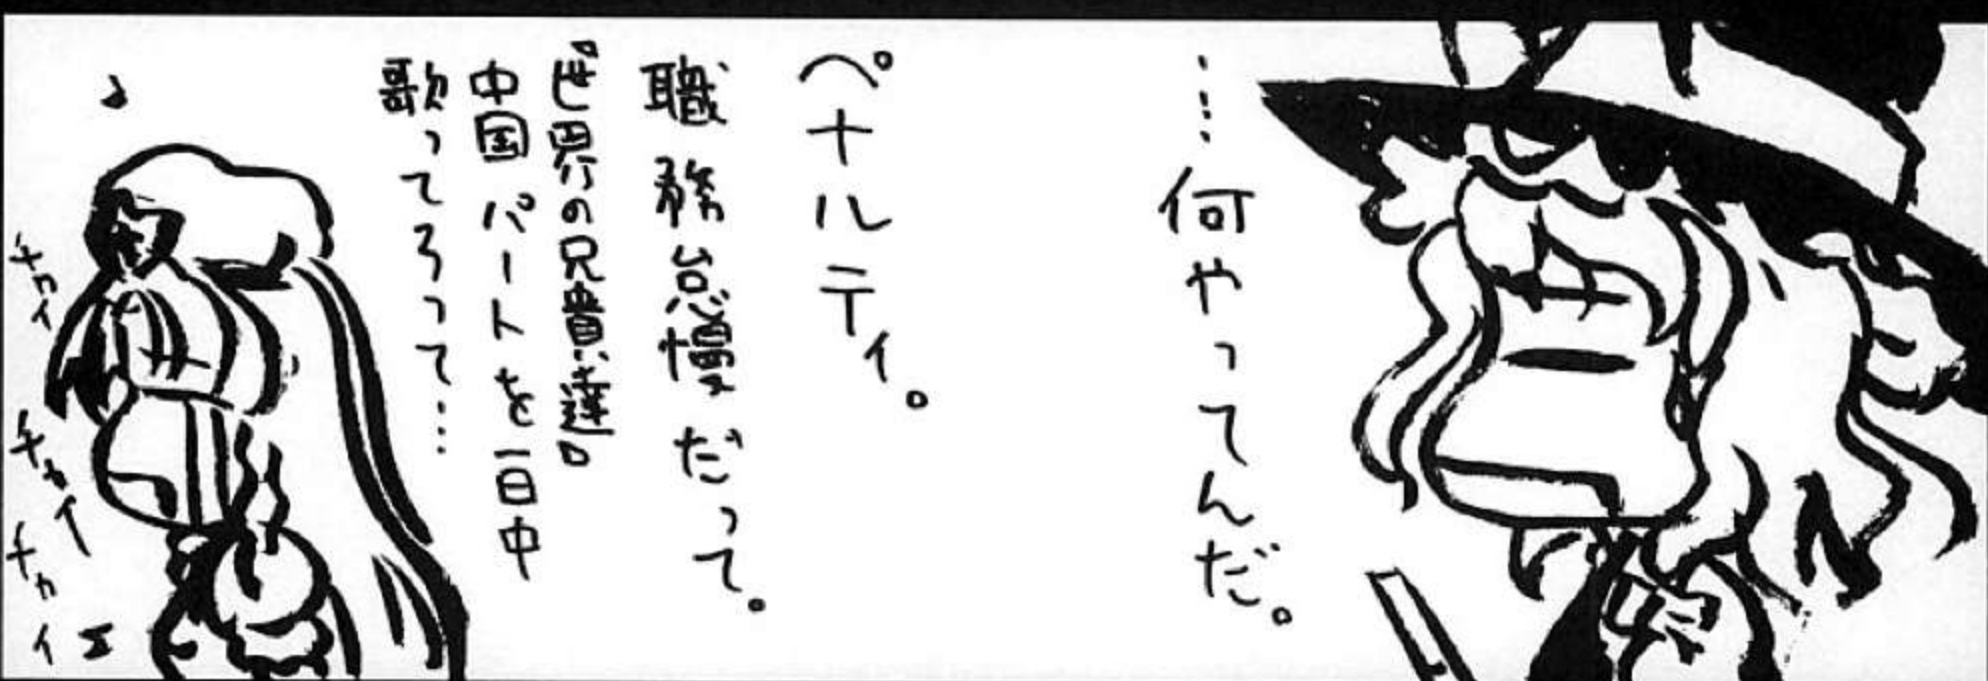 …何やってんだ。
ペナルティ。
職務怠慢だって。
『世界の兄貴達』
中国パートを一日中
歌ってろって…
♪
チャイ
チャイ
チャイ